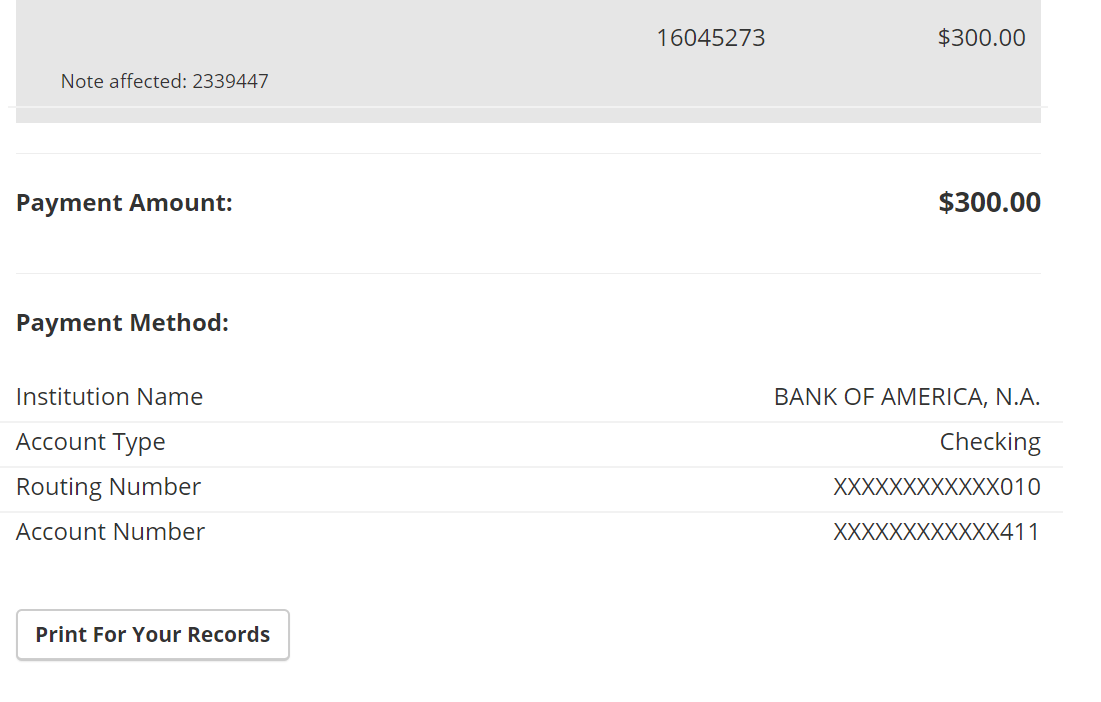 16045273 $300.00
Note affected: 2339447
Payment Amount: $300.00
Payment Method:
Institution Name BANK OF AMERICA, N.A.
Account Type Checking
Routing Number XXXXXXXXXXXX010
Account Number XXXXXXXXXXXX411
Print For Your Records